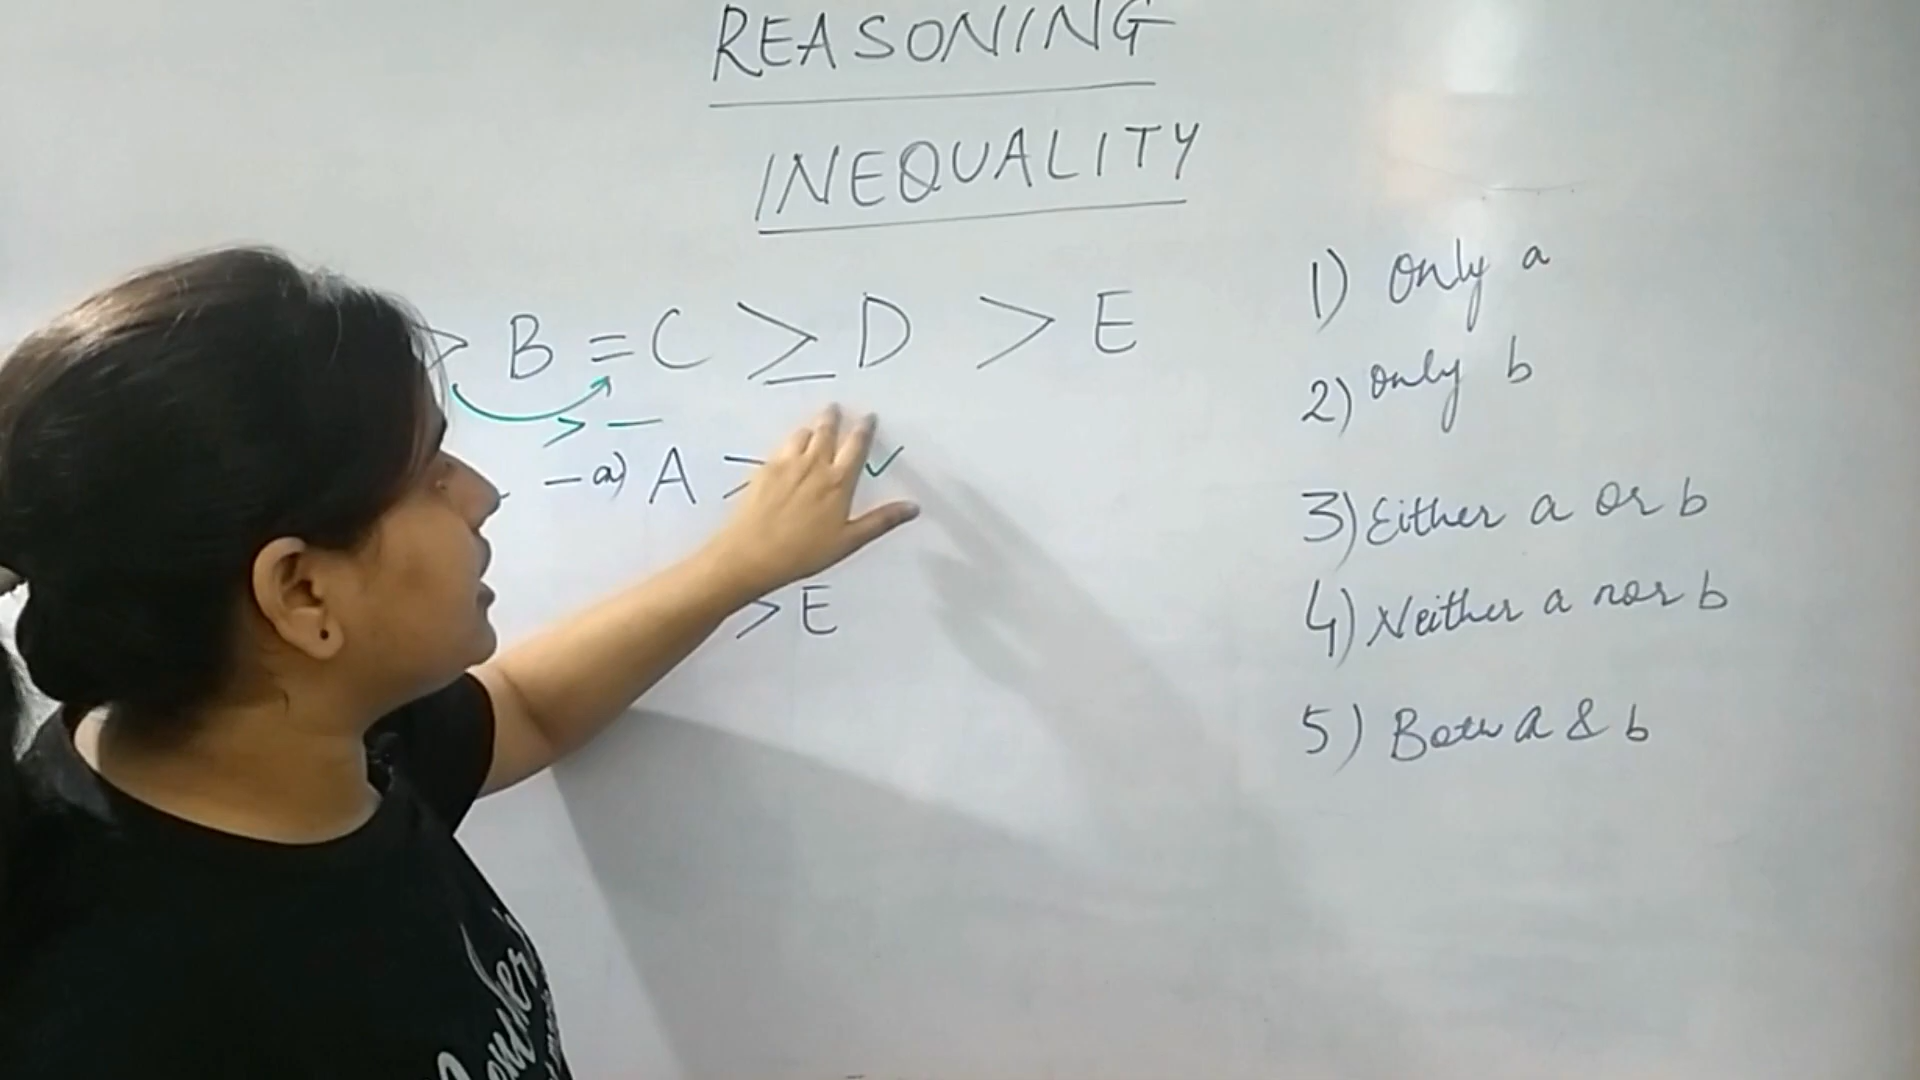 REASONING
INEQUALITY
> B = C ≥ D > E
> —
— a) A > ✓
> E
1) Only a
2) Only b
3) Either a or b
4) Neither a nor b
5) Both a & b